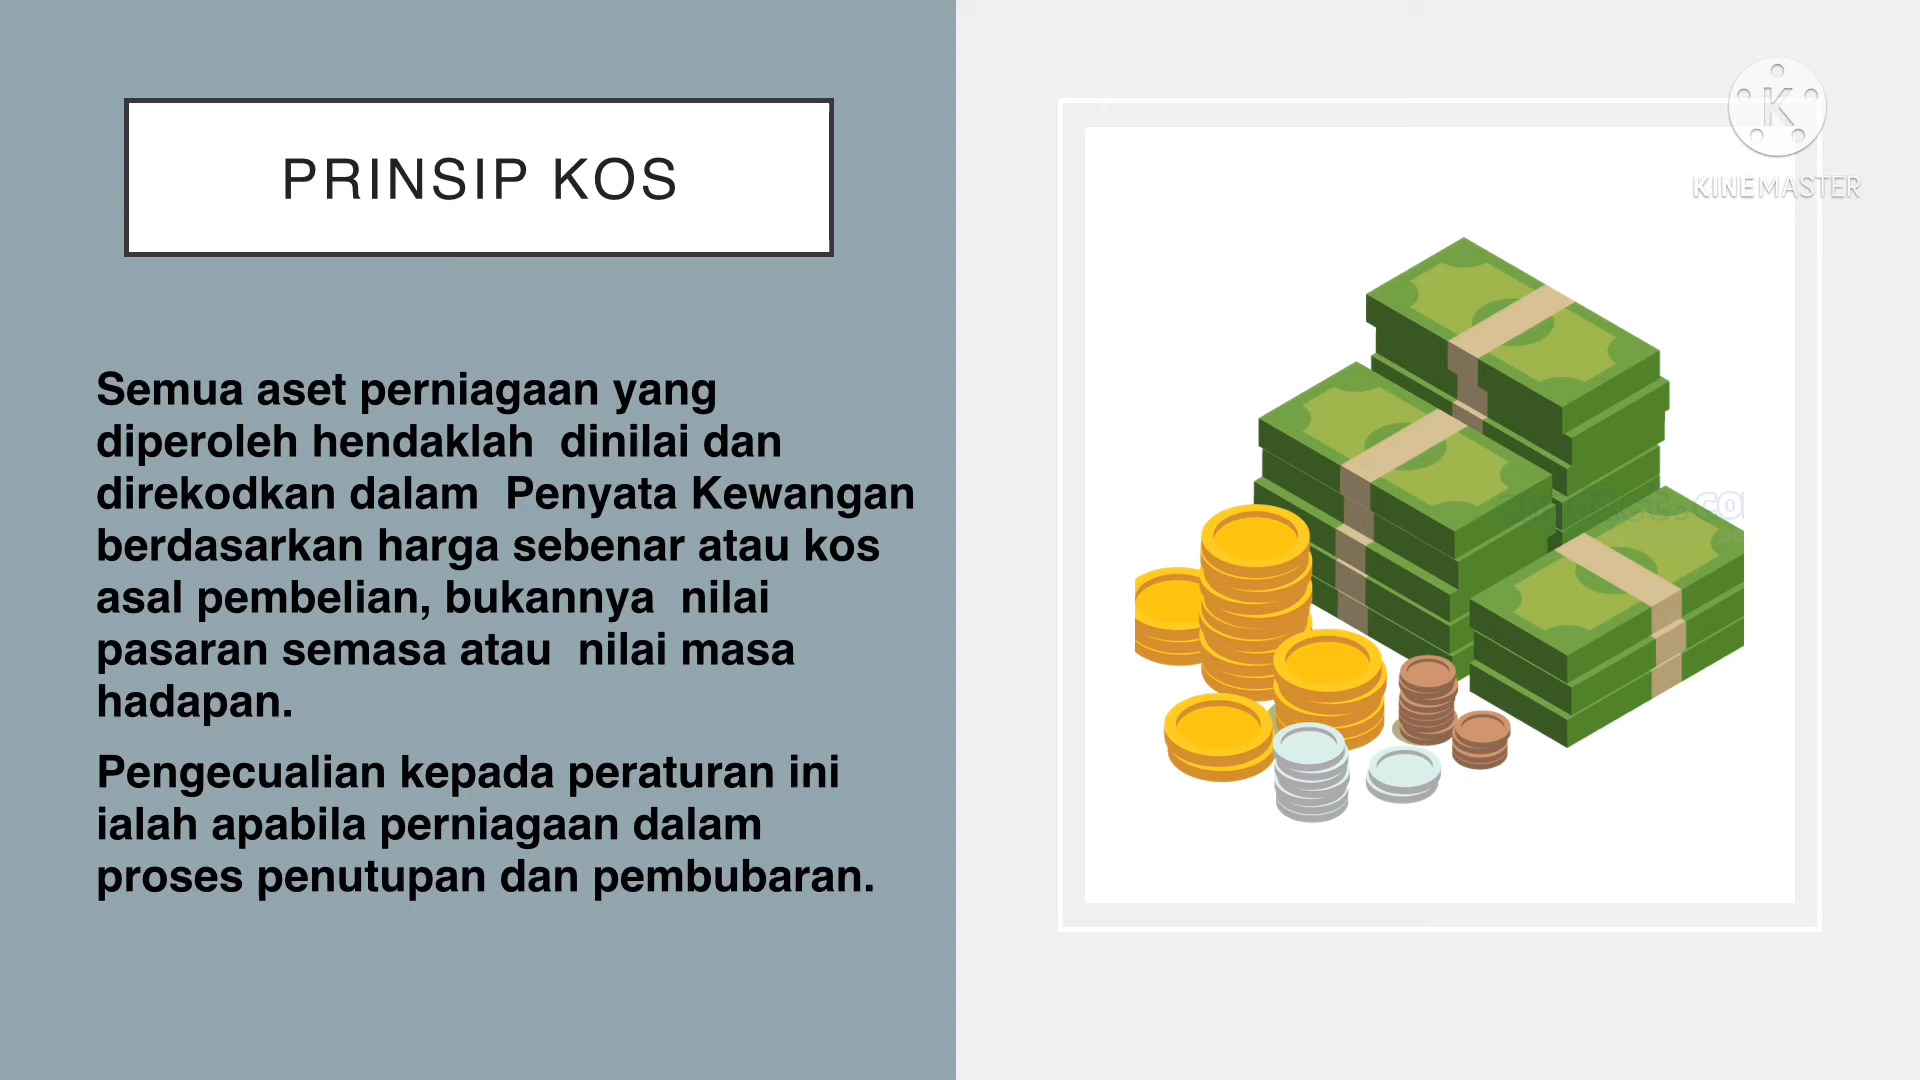 PRINSIP KOS
Semua aset perniagaan yang
diperoleh hendaklah dinilai dan
direkodkan dalam Penyata Kewangan
berdasarkan harga sebenar atau kos
asal pembelian, bukannya nilai
pasaran semasa atau nilai masa
hadapan.
Pengecualian kepada peraturan ini
ialah apabila perniagaan dalam
proses penutupan dan pembubaran.
K
KINEMASTER